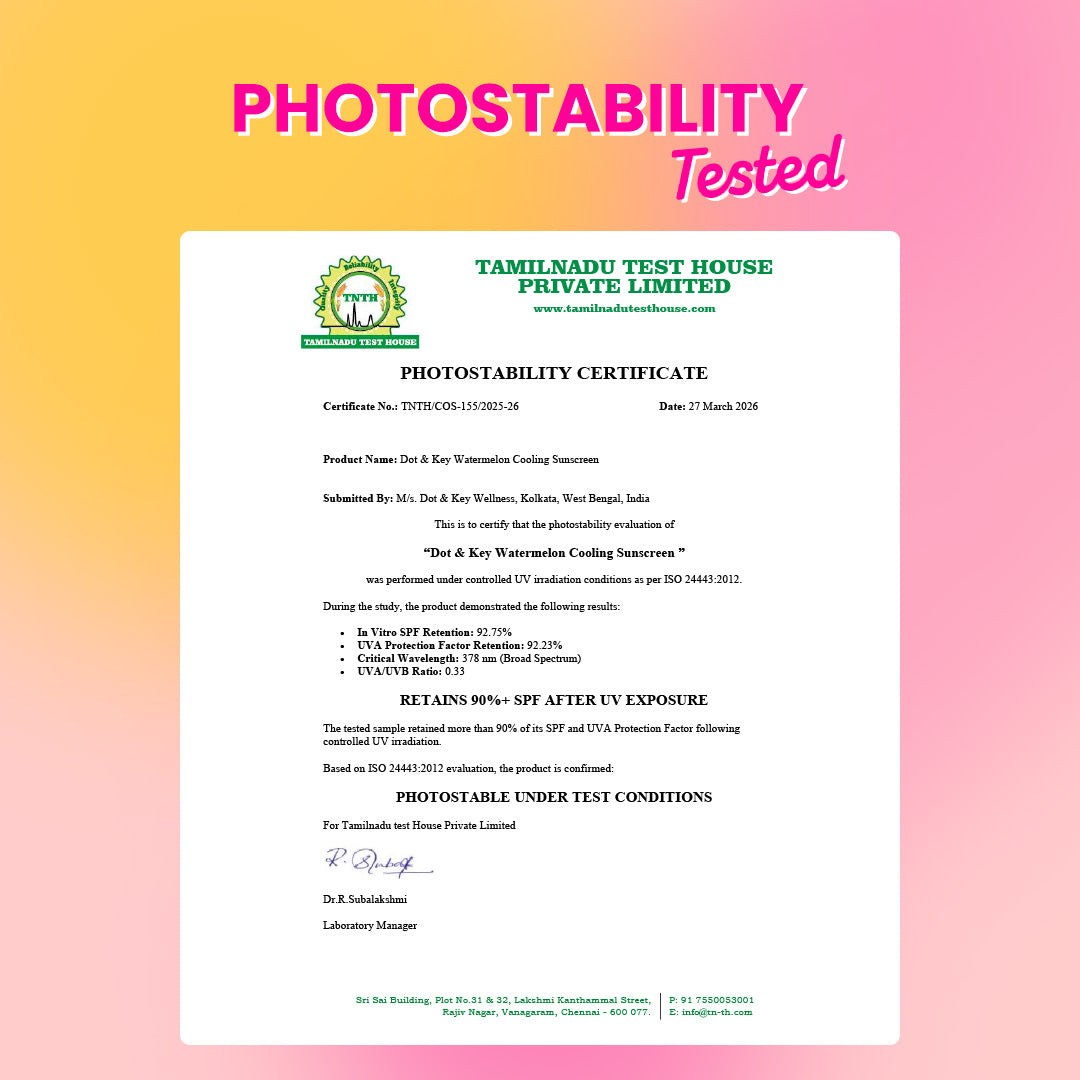 PHOTOSTABILITY
Tested
Reliability
Quality
Integrity
TNTH
TAMILNADU TEST HOUSE
TAMILNADU TEST HOUSE
PRIVATE LIMITED
www.tamilnadutesthouse.com
PHOTOSTABILITY CERTIFICATE
Certificate No.: TNTH/COS-155/2025-26 Date: 27 March 2026
Product Name: Dot & Key Watermelon Cooling Sunscreen
Submitted By: M/s. Dot & Key Wellness, Kolkata, West Bengal, India
This is to certify that the photostability evaluation of
“Dot & Key Watermelon Cooling Sunscreen ”
was performed under controlled UV irradiation conditions as per ISO 24443:2012.
During the study, the product demonstrated the following results:
• In Vitro SPF Retention: 92.75%
• UVA Protection Factor Retention: 92.23%
• Critical Wavelength: 378 nm (Broad Spectrum)
• UVA/UVB Ratio: 0.33
RETAINS 90%+ SPF AFTER UV EXPOSURE
The tested sample retained more than 90% of its SPF and UVA Protection Factor following
controlled UV irradiation.
Based on ISO 24443:2012 evaluation, the product is confirmed:
PHOTOSTABLE UNDER TEST CONDITIONS
For Tamilnadu test House Private Limited
Dr.R.Subalakshmi
Laboratory Manager
Sri Sai Building, Plot No.31 & 32, Lakshmi Kanthammal Street,
Rajiv Nagar, Vanagaram, Chennai - 600 077..
P: 91 7550053001
E: info@tn-th.com